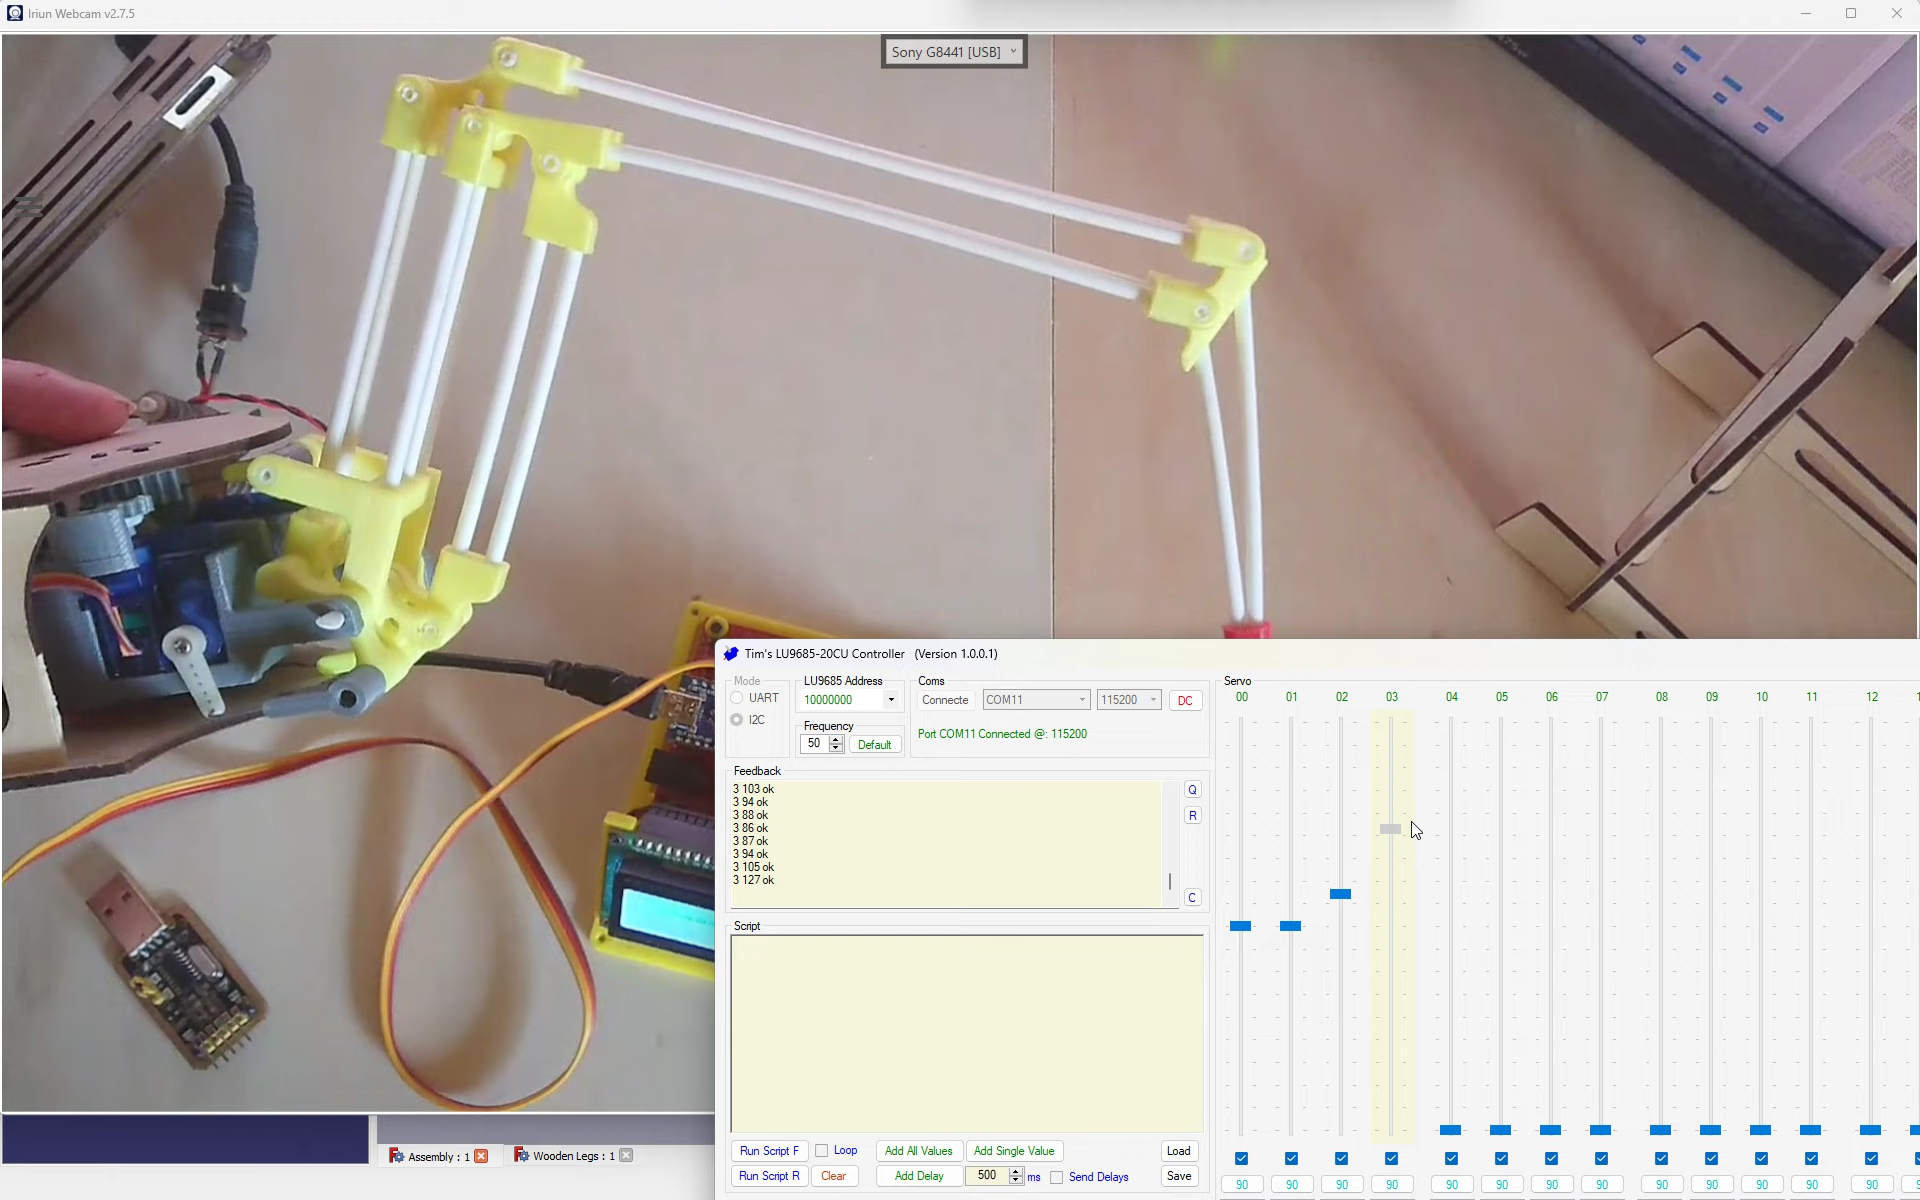 Iriun Webcam v2.7.5
Sony G8441 [USB]
Tim's LU9685-20CU Controller (Version 1.0.0.1)
Mode
UART
I2C
LU9685 Address
10000000
Frequency
50
Default
Coms
Connecte
COM11
115200
DC
Port COM11 Connected @: 115200
Feedback
3 103 ok
3 94 ok
3 88 ok
3 86 ok
3 87 ok
3 94 ok
3 105 ok
3 127 ok
Q
R
C
Script
Run Script F
Loop
Add All Values
Add Single Value
Load
Run Script R
Clear
Add Delay
500
ms
Send Delays
Save
Servo
00 01 02 03 04 05 06 07 08 09 10 11 12
90 90 90 90 90 90 90 90 90 90 90 90 90
Assembly : 1
Wooden Legs : 1